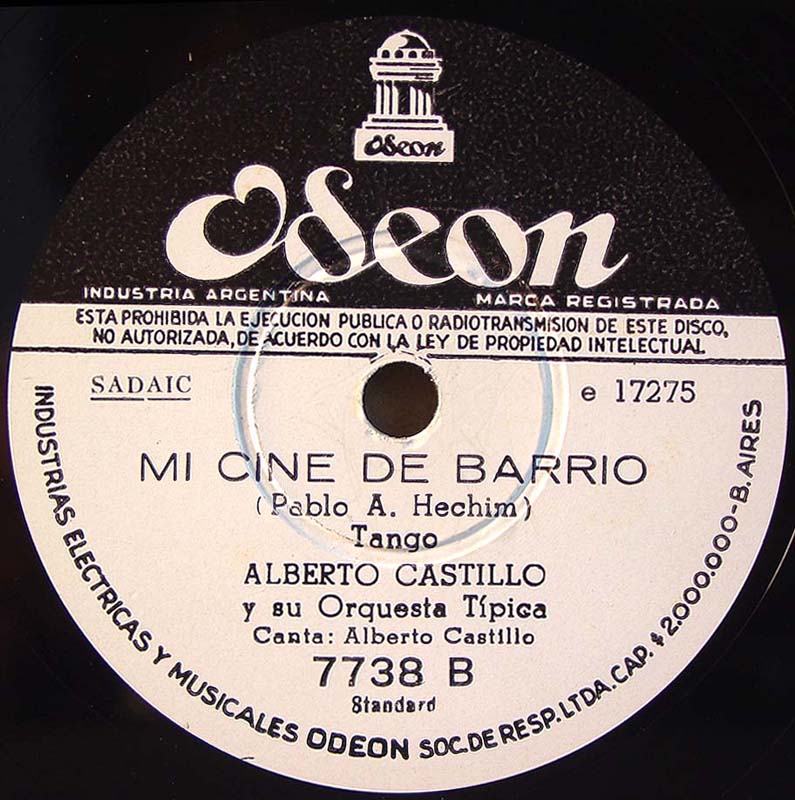 Odeon
Odeon
INDUSTRIA ARGENTINA
MARCA REGISTRADA
ESTA PROHIBIDA LA EJECUCION PUBLICA O RADIOTRANSMISION DE ESTE DISCO,
NO AUTORIZADA, DE ACUERDO CON LA LEY DE PROPIEDAD INTELECTUAL
SADAIC
e 17275
MI CINE DE BARRIO
(Pablo A. Hechim)
Tango
ALBERTO CASTILLO
y su Orquesta Típica
Canta: Alberto Castillo
7738 B
Standard
INDUSTRIAS ELECTRICAS Y MUSICALES ODEON SOC. DE RESP. LTDA. CAP. $ 2.000.000-B. AIRES